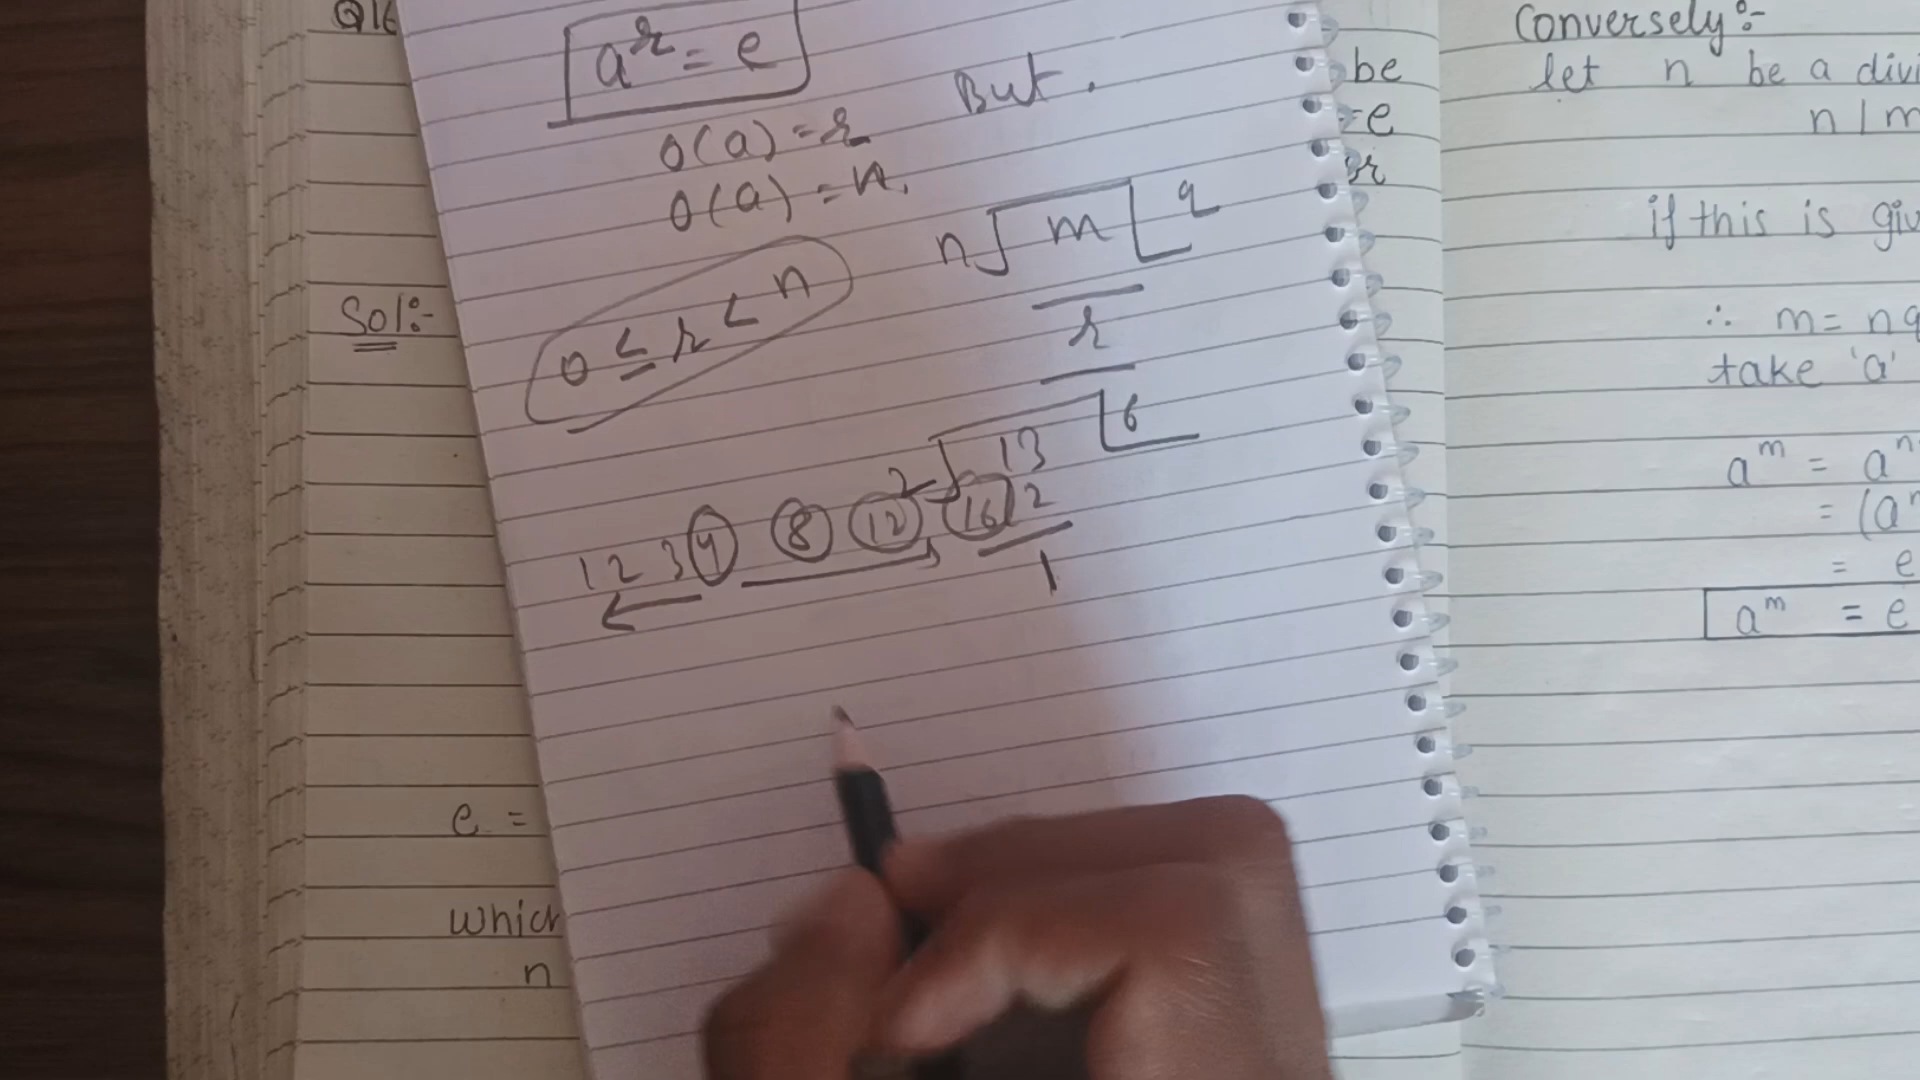 Q16
a^r = e
But.
o(a) = r
o(a) = n.
n m q
0 ≤ r < n
r
2 13 6
12
1 2 3 4 8 12 16
1
Sol:-
e =
which
n
be
=e
or
Conversely:-
let n be a divi
n | m
if this is giv
∴ m = nq
take 'a'
a^m = a^n
= (a^n
= e
a^m = e